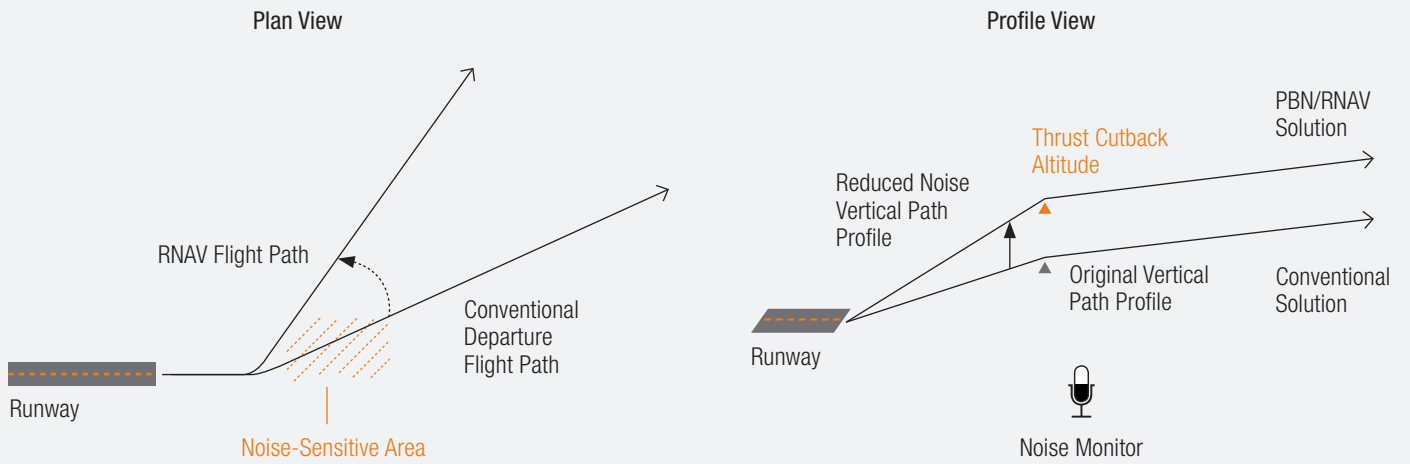 Plan View
RNAV Flight Path
Conventional
Departure
Flight Path
Runway
Noise-Sensitive Area
Profile View
PBN/RNAV
Solution
Thrust Cutback
Altitude
Reduced Noise
Vertical Path
Profile
Original Vertical
Path Profile
Conventional
Solution
Runway
Noise Monitor